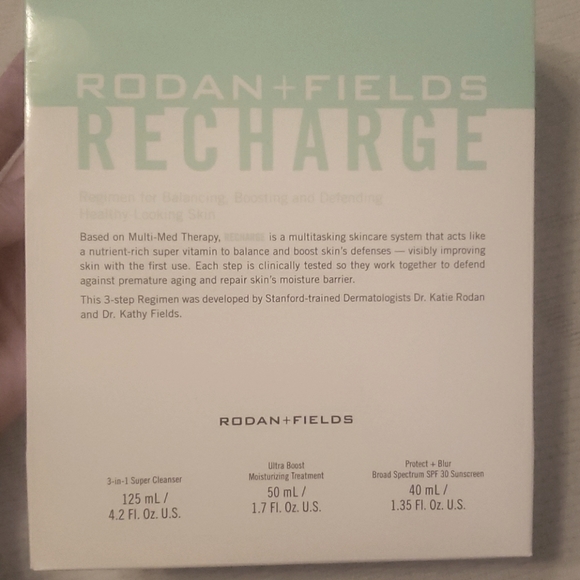 RODAN+FIELDS
RECHARGE
Regimen for Balancing, Boosting and Defending
Healthy-Looking Skin
Based on Multi-Med Therapy, RECHARGE is a multitasking skincare system that acts like
a nutrient-rich super vitamin to balance and boost skin's defenses — visibly improving
skin with the first use. Each step is clinically tested so they work together to defend
against premature aging and repair skin's moisture barrier.
This 3-step Regimen was developed by Stanford-trained Dermatologists Dr. Katie Rodan
and Dr. Kathy Fields.
RODAN+FIELDS
3-in-1 Super Cleanser
125 mL /
4.2 Fl. Oz. U.S.
Ultra Boost
Moisturizing Treatment
50 mL /
1.7 Fl. Oz. U.S.
Protect + Blur
Broad Spectrum SPF 30 Sunscreen
40 mL /
1.35 Fl. Oz. U.S.